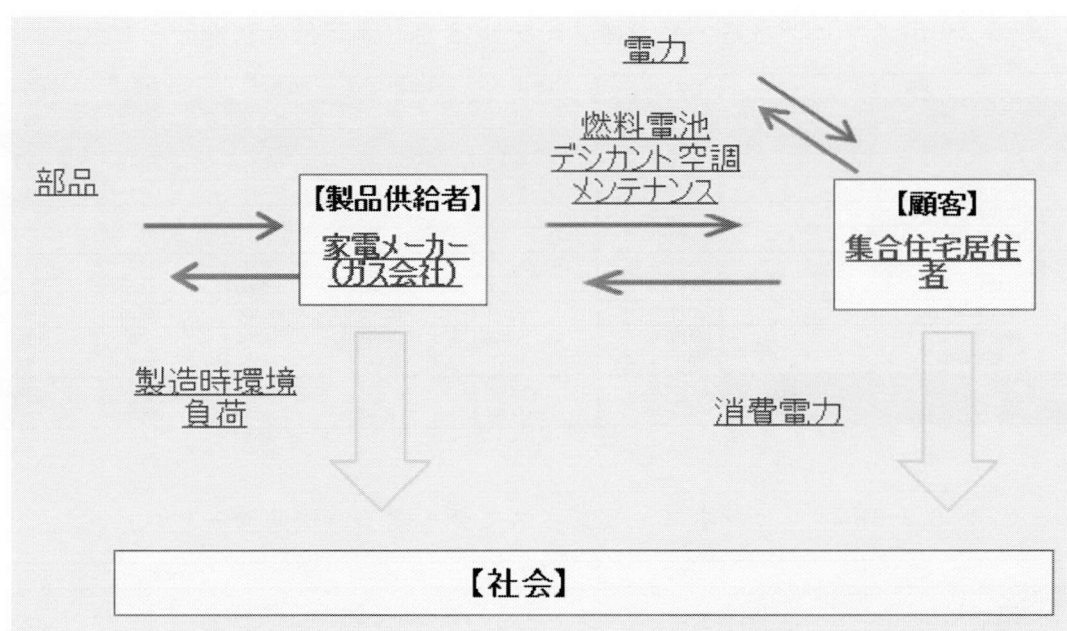 電力
燃料電池
デシカント空調
メンテナンス
部品
【製品供給者】
家電メーカー
(ガス会社)
【顧客】
集合住宅居住
者
製造時環境
負荷
消費電力
【社会】